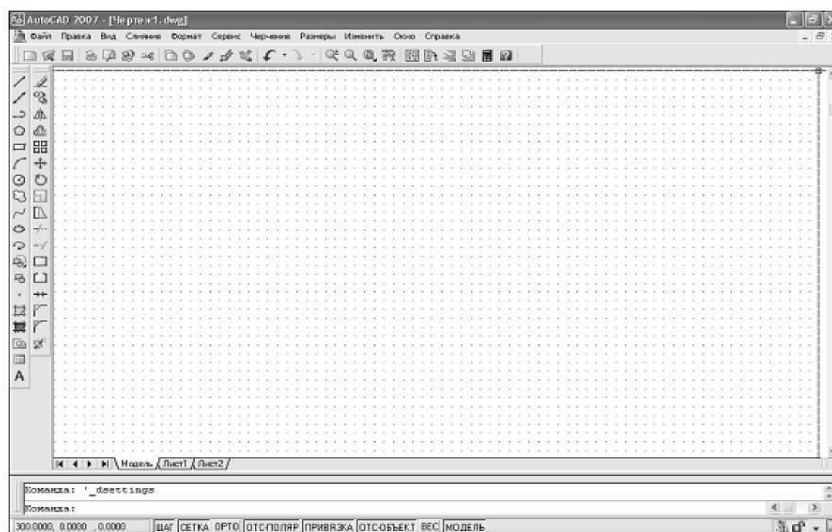 AutoCAD 2007 - [Чертеж1.dwg]
Файл Правка Вид Слияние Формат Сервис Черчение Размеры Изменить Окно Справка
A
Модель Лист1 Лист2
Команда: '_dsettings
Команда:
300.0000, 0.0000 , 0.0000 ШАГ СЕТКА ОРТО ОТС-ПОЛЯР ПРИВЯЗКА ОТС-ОБЪЕКТ ВЕС МОДЕЛЬ